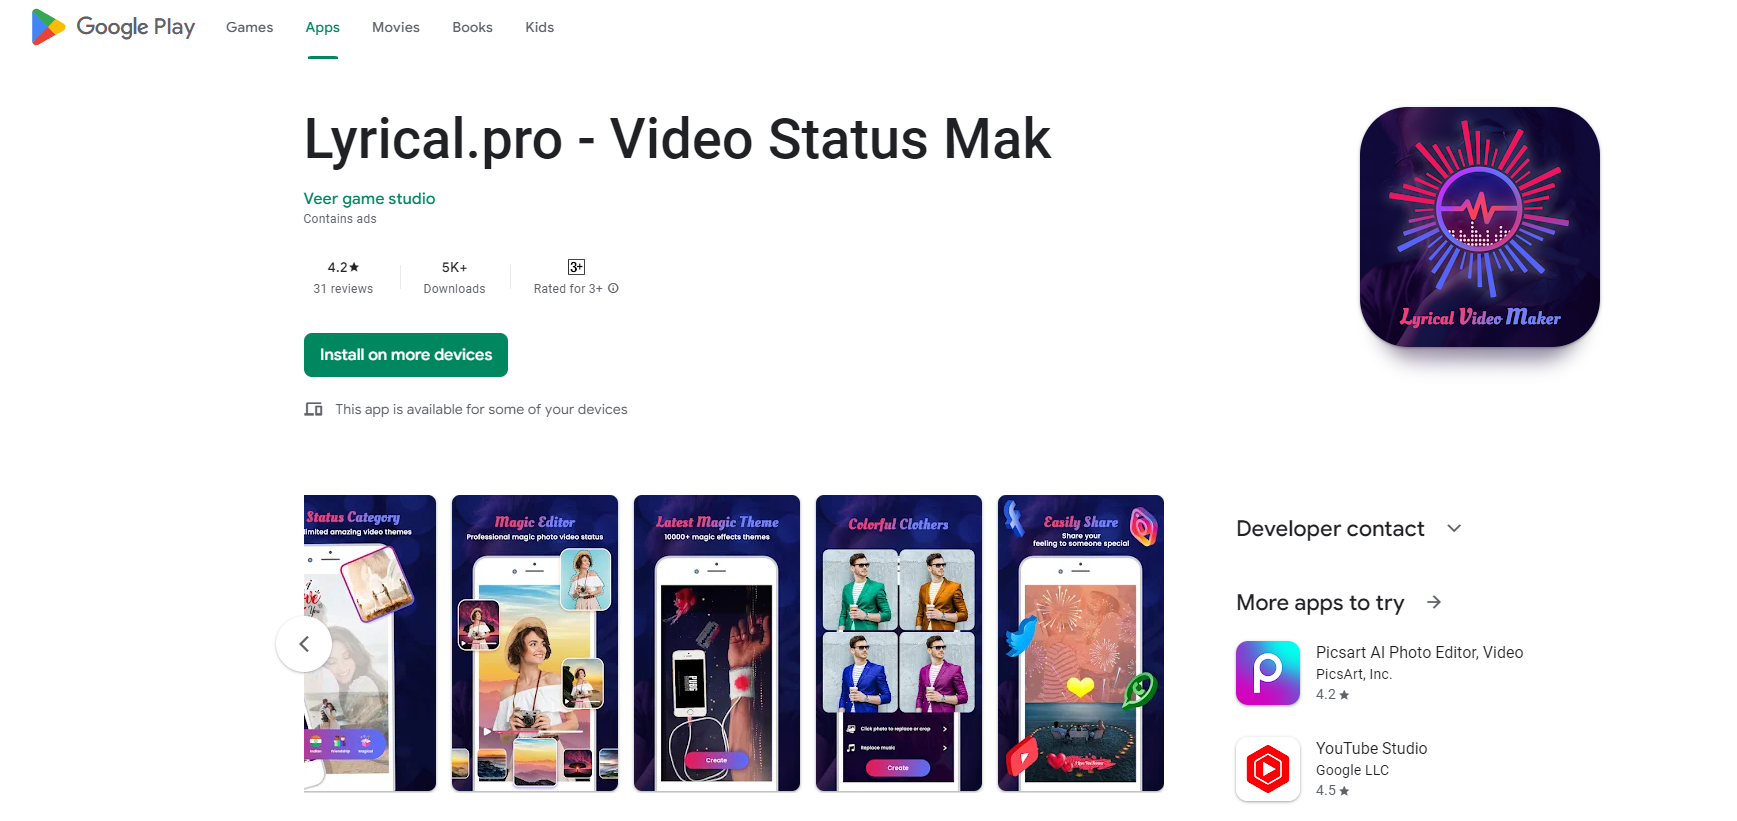 Google Play
Games
Apps
Movies
Books
Kids
Lyrical.pro - Video Status Mak
Veer game studio
Contains ads
4.2★
31 reviews
5K+
Downloads
3+
Rated for 3+
Install on more devices
This app is available for some of your devices
Lyrical Video Maker
Status Category
limited amazing video themes
Magic Editor
Professional magic photo video status
Latest Magic Theme
10000+ magic effects themes
PUBG
Create
Colorful Clothers
Click photo to replace or crop
Replace music
Create
Easily Share
Share your
feeling to someone special
Friendship
Magical
Developer contact
More apps to try
Picsart AI Photo Editor, Video
PicsArt, Inc.
4.2★
YouTube Studio
Google LLC
4.5★